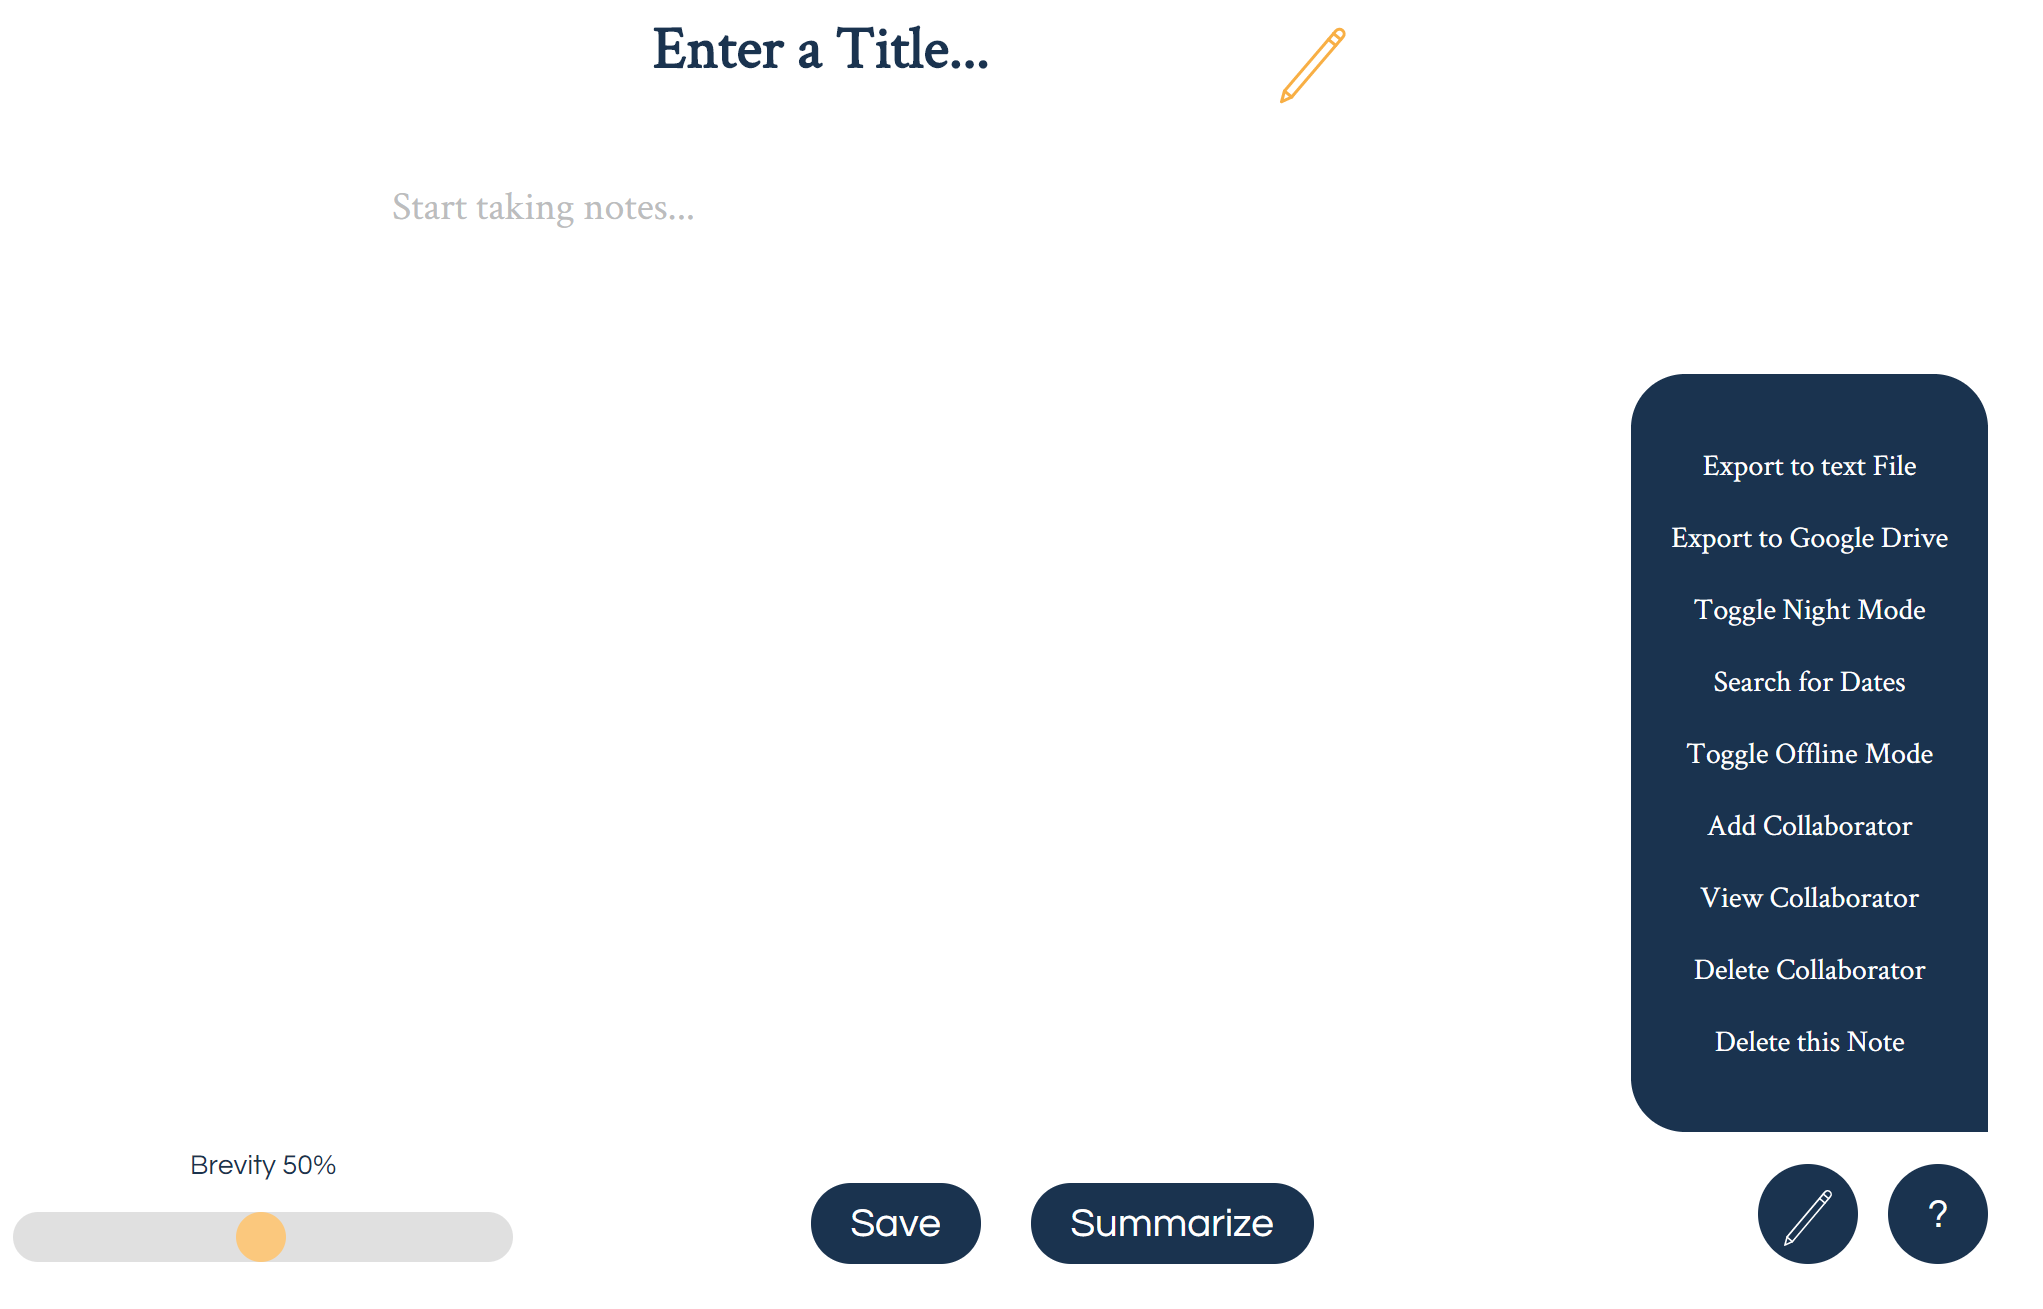 Enter a Title...
Start taking notes...
Export to text File
Export to Google Drive
Toggle Night Mode
Search for Dates
Toggle Offline Mode
Add Collaborator
View Collaborator
Delete Collaborator
Delete this Note
Brevity 50%
Save
Summarize
?